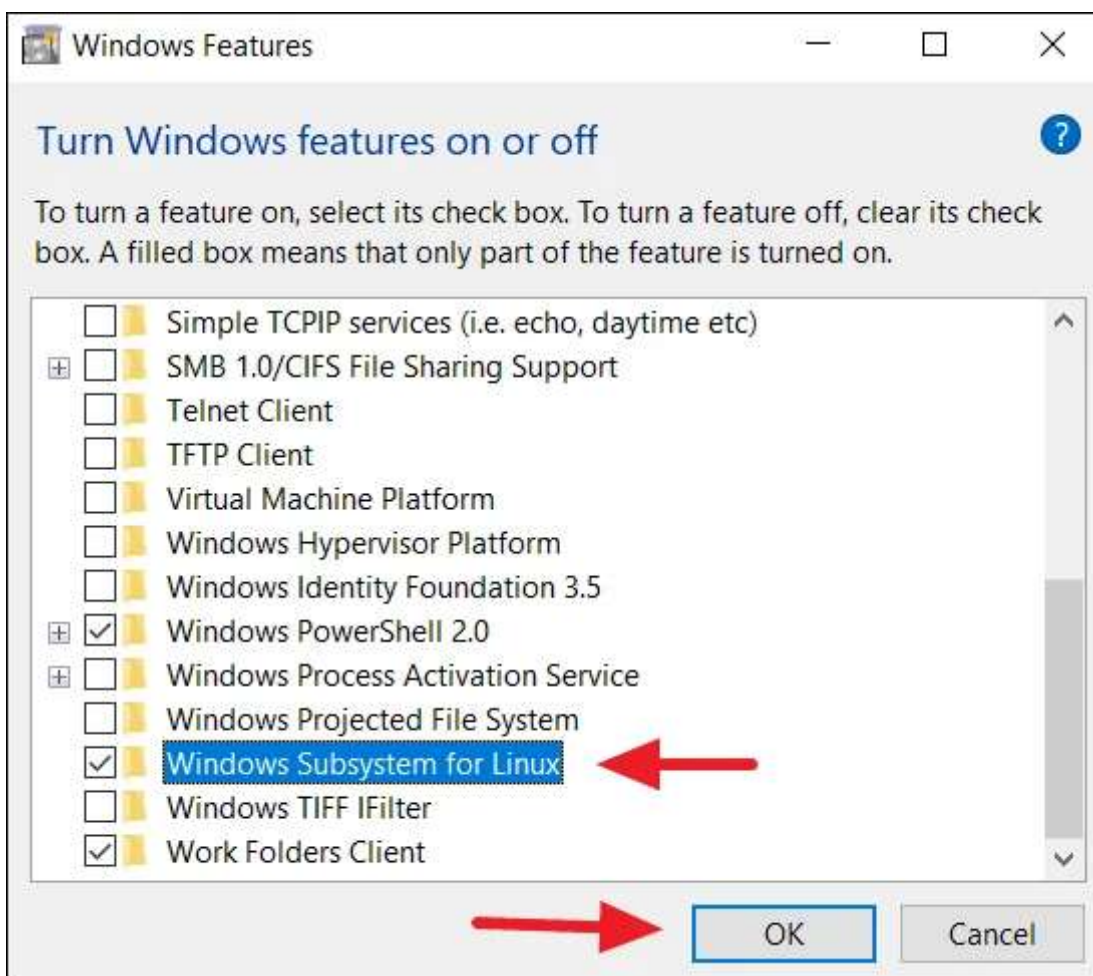 Windows Features
Turn Windows features on or off
?
To turn a feature on, select its check box. To turn a feature off, clear its check
box. A filled box means that only part of the feature is turned on.
Simple TCPIP services (i.e. echo, daytime etc)
SMB 1.0/CIFS File Sharing Support
Telnet Client
TFTP Client
Virtual Machine Platform
Windows Hypervisor Platform
Windows Identity Foundation 3.5
Windows PowerShell 2.0
Windows Process Activation Service
Windows Projected File System
Windows Subsystem for Linux
Windows TIFF IFilter
Work Folders Client
OK Cancel